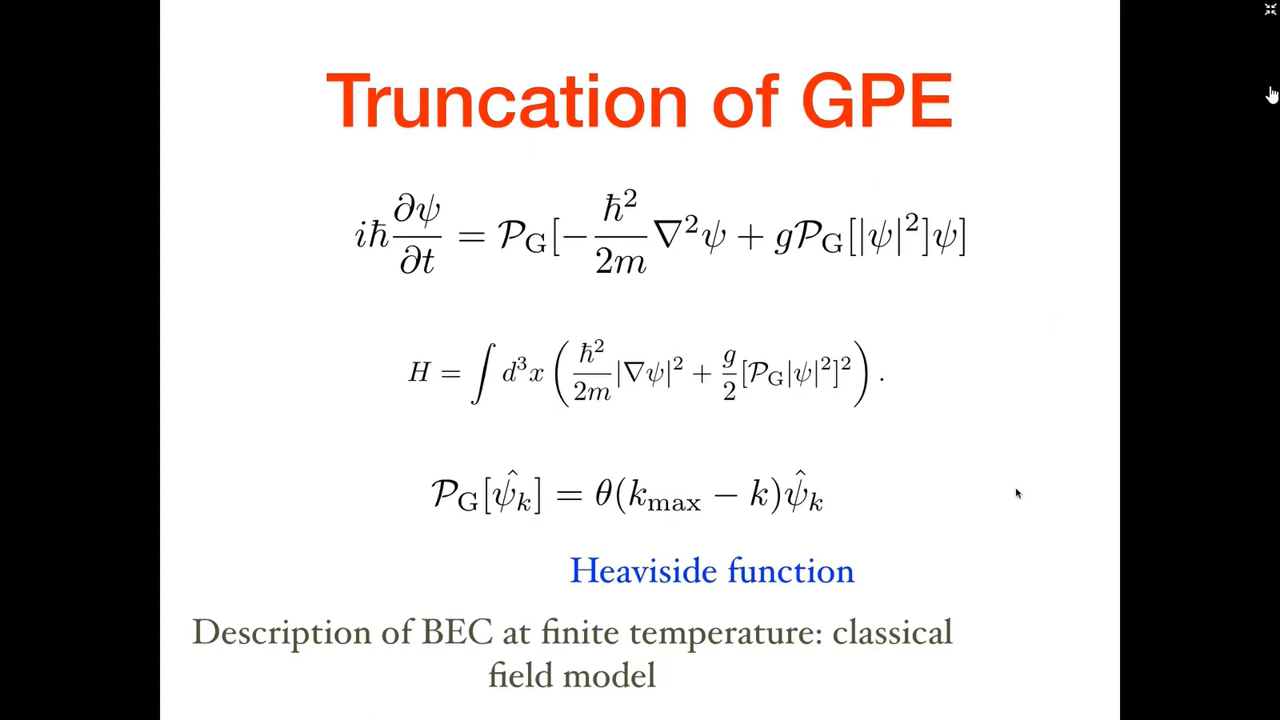 Truncation of GPE
iℏ ∂ψ/∂t = 𝒫_G[−ℏ²/2m ∇²ψ + g𝒫_G[|ψ|²]ψ]
H = ∫ d³x (ℏ²/2m |∇ψ|² + g/2 [𝒫_G|ψ|²]²) .
𝒫_G[ψ̂_k] = θ(k_max − k)ψ̂_k
Heaviside function
Description of BEC at finite temperature: classical
field model